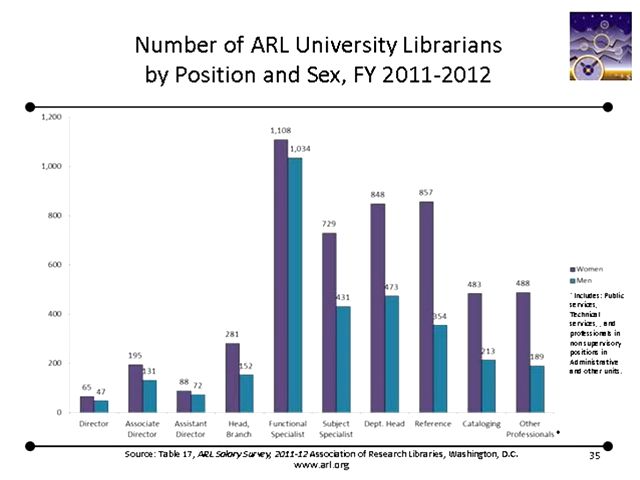 Number of ARL University Librarians
by Position and Sex, FY 2011-2012
1,200
1,000
800
600
400
200
0
65
47
195
131
88
72
281
152
1,108
1,034
729
431
848
473
857
354
483
213
488
189
Director
Associate
Director
Assistant
Director
Head,
Branch
Functional
Specialist
Subject
Specialist
Dept. Head
Reference
Cataloging
Other
Professionals *
Women
Men
* Includes: Public
services,
Technical
services, , and
professionals in
nonsupervisory
positions in
Administrative
and other units.
Source: Table 17, ARL Salary Survey, 2011-12 Association of Research Libraries, Washington, D.C.
www.arl.org
35